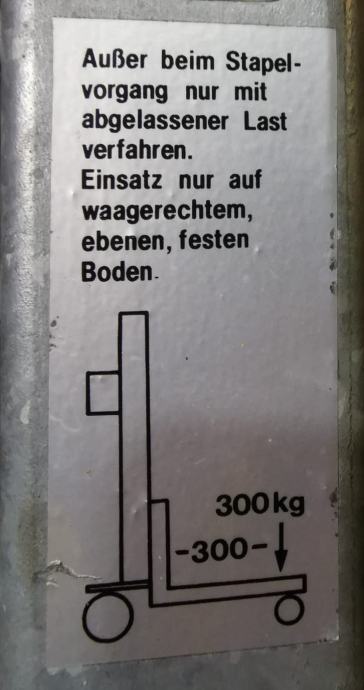 Außer beim Stapel-
vorgang nur mit
abgelassener Last
verfahren.
Einsatz nur auf
waagerechtem,
ebenen, festen
Boden.
300kg
-300-